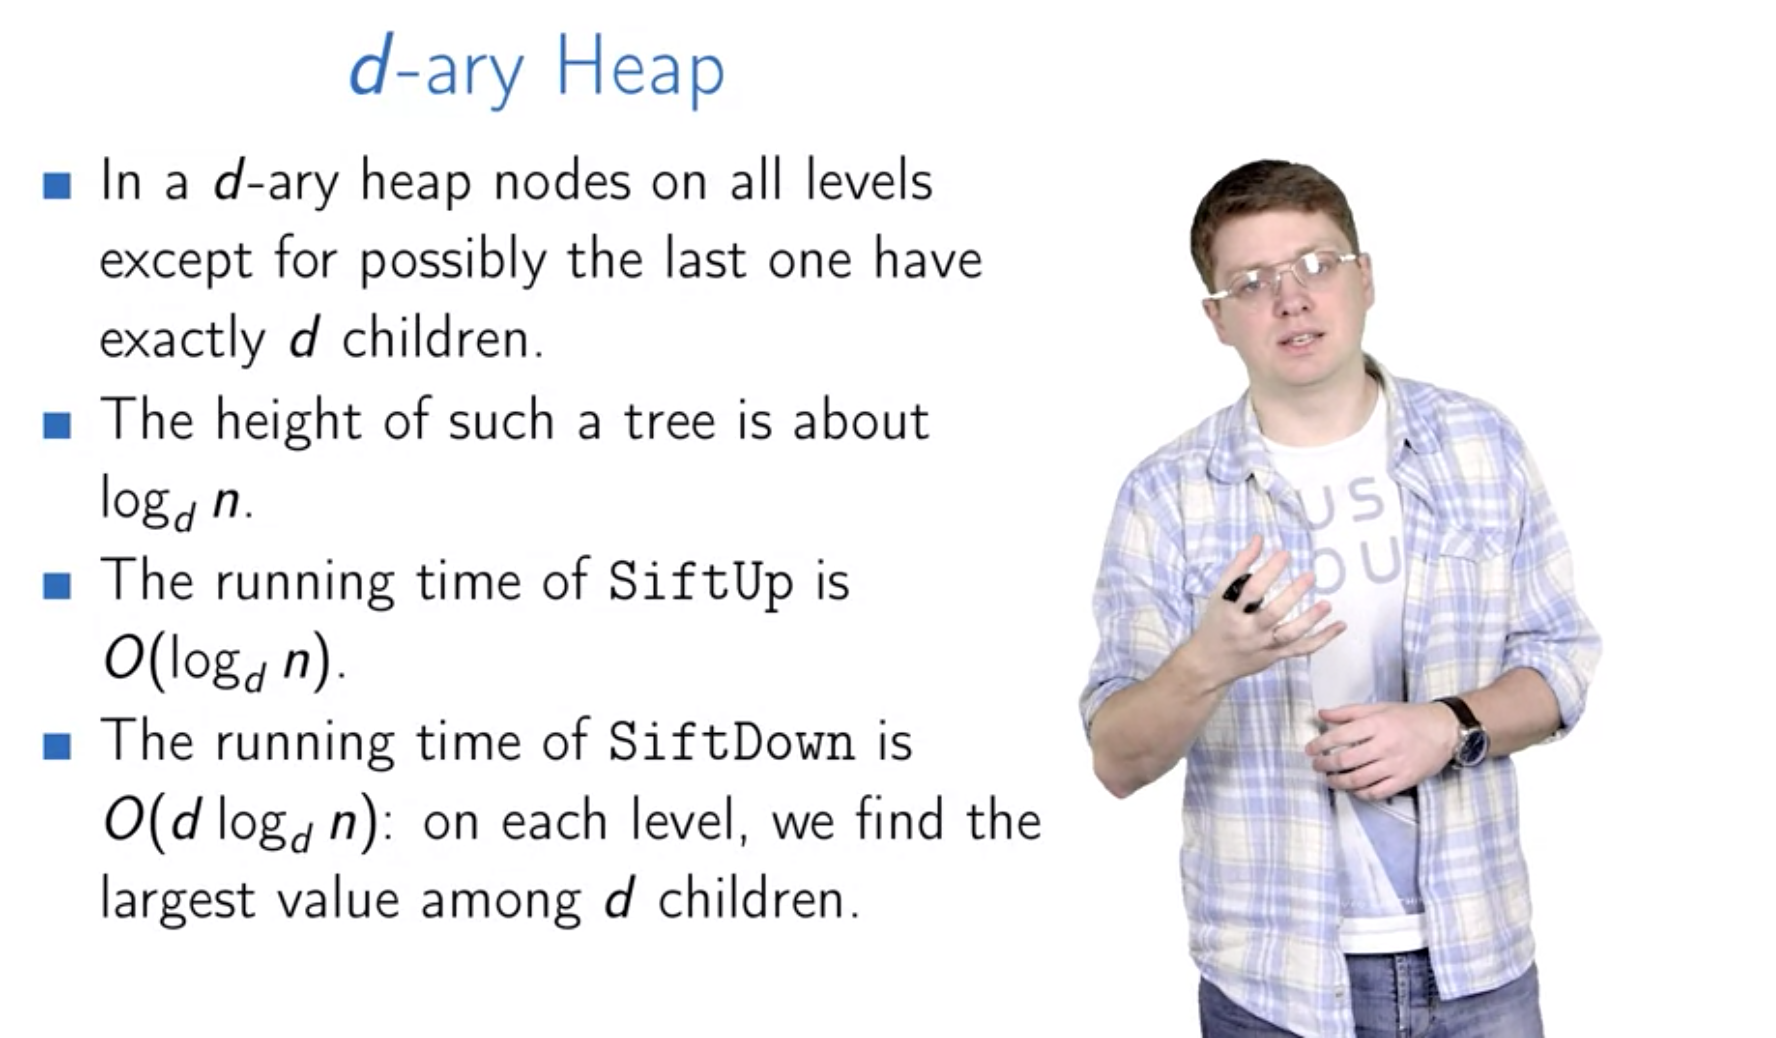 d-ary Heap
In a d-ary heap nodes on all levels
except for possibly the last one have
exactly d children.
The height of such a tree is about
log_d n.
The running time of SiftUp is
O(log_d n).
The running time of SiftDown is
O(d log_d n): on each level, we find the
largest value among d children.
US
OU